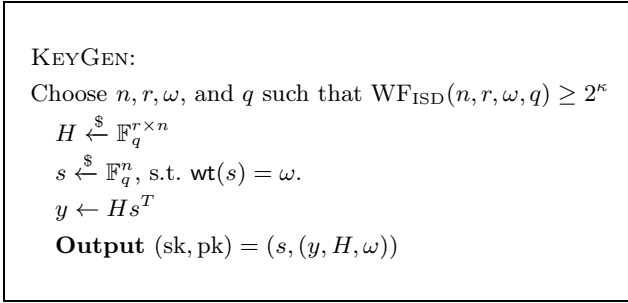 KEYGEN:
Choose n, r, ω, and q such that WF_ISD(n, r, ω, q) ≥ 2^κ
H ←$ 𝔽_q^{r×n}
s ←$ 𝔽_q^n, s.t. wt(s) = ω.
y ← Hs^T
Output (sk, pk) = (s, (y, H, ω))